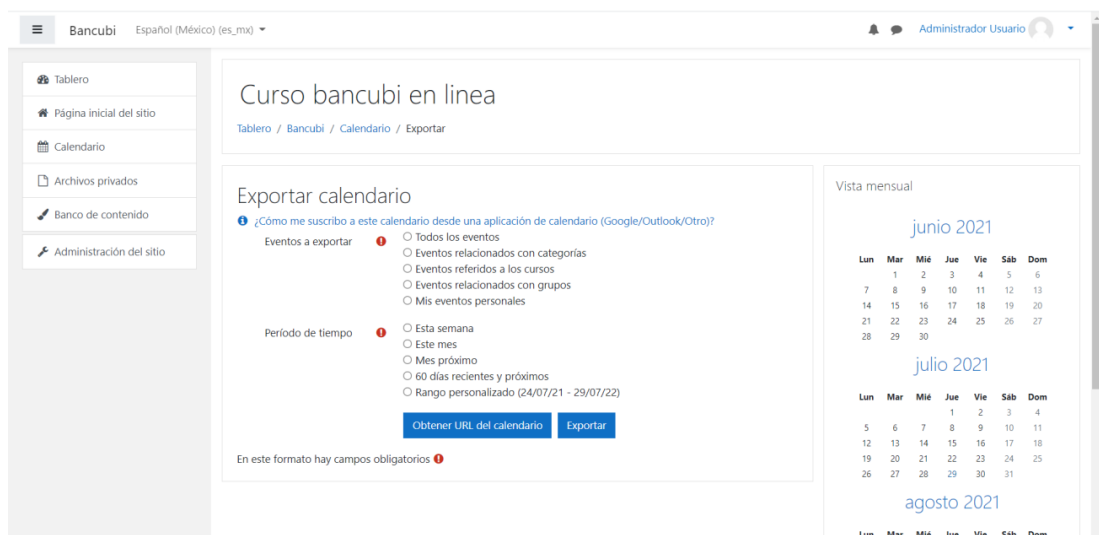 Bancubi Español (México) (es_mx) Administrador Usuario
Tablero
Página inicial del sitio
Calendario
Archivos privados
Banco de contenido
Administración del sitio
Curso bancubi en linea
Tablero / Bancubi / Calendario / Exportar
Exportar calendario
¿Cómo me suscribo a este calendario desde una aplicación de calendario (Google/Outlook/Otro)?
Eventos a exportar
Todos los eventos
Eventos relacionados con categorías
Eventos referidos a los cursos
Eventos relacionados con grupos
Mis eventos personales
Período de tiempo
Esta semana
Este mes
Mes próximo
60 días recientes y próximos
Rango personalizado (24/07/21 - 29/07/22)
Obtener URL del calendario Exportar
En este formato hay campos obligatorios
Vista mensual
junio 2021
Lun Mar Mié Jue Vie Sáb Dom
1 2 3 4 5 6
7 8 9 10 11 12 13
14 15 16 17 18 19 20
21 22 23 24 25 26 27
28 29 30
julio 2021
Lun Mar Mié Jue Vie Sáb Dom
1 2 3 4
5 6 7 8 9 10 11
12 13 14 15 16 17 18
19 20 21 22 23 24 25
26 27 28 29 30 31
agosto 2021
Lun Mar Mié Jue Vie Sáb Dom